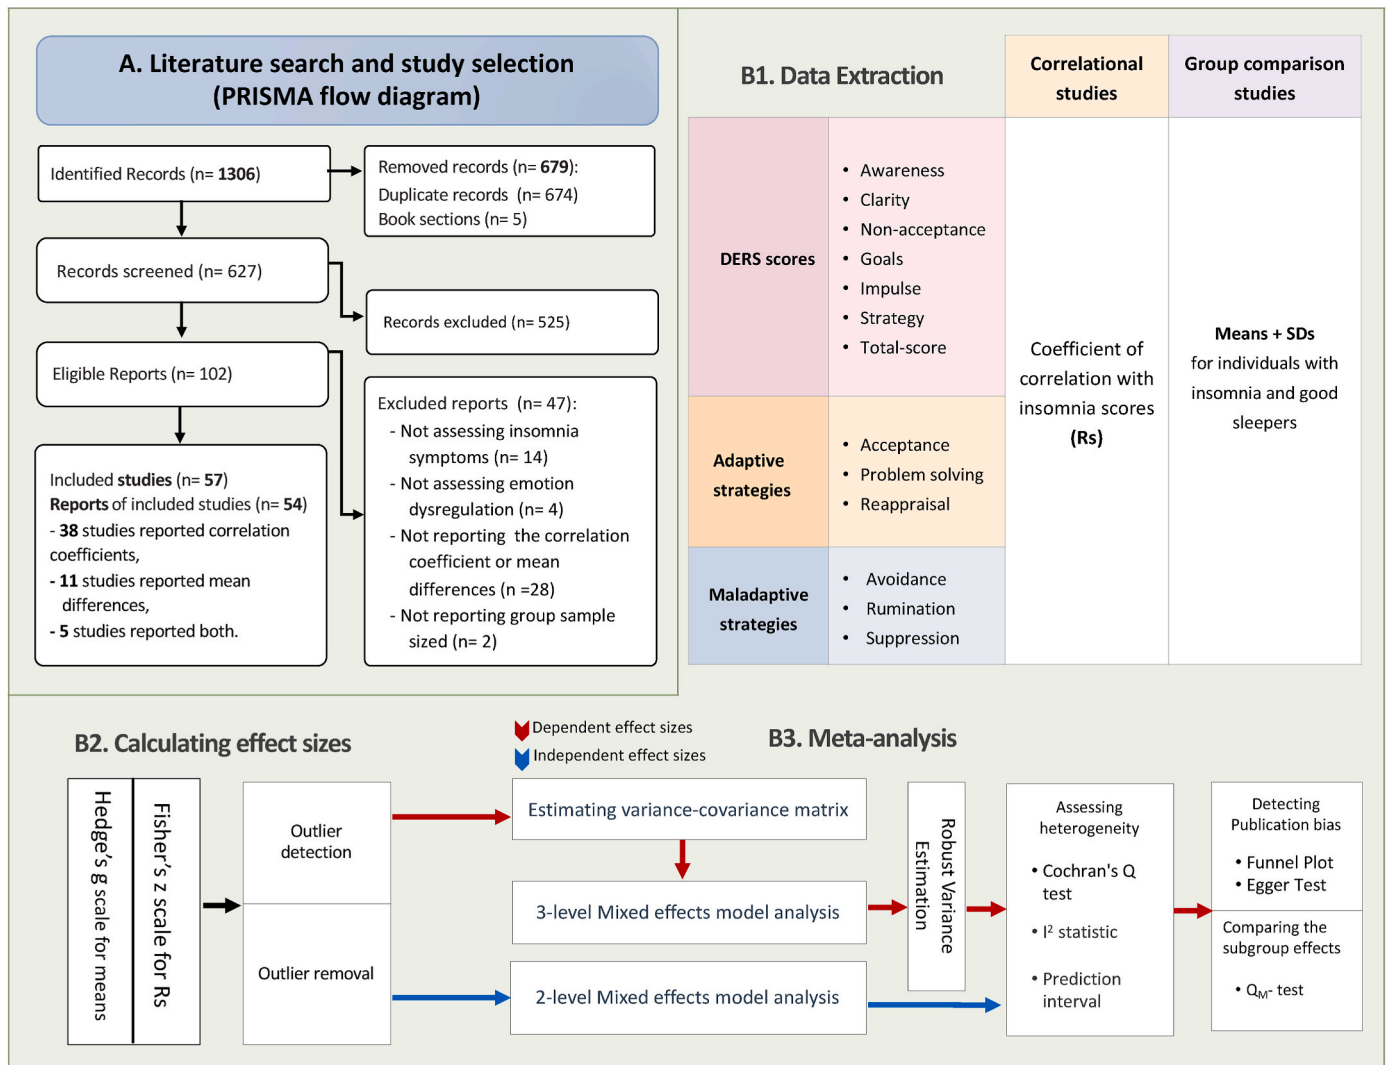 A. Literature search and study selection
(PRISMA flow diagram)
Identified Records (n= 1306)
Removed records (n= 679):
Duplicate records (n= 674)
Book sections (n= 5)
Records screened (n= 627)
Records excluded (n= 525)
Eligible Reports (n= 102)
Excluded reports (n= 47):
- Not assessing insomnia
symptoms (n= 14)
- Not assessing emotion
dysregulation (n= 4)
- Not reporting the correlation
coefficient or mean
differences (n =28)
- Not reporting group sample
sized (n= 2)
Included studies (n= 57)
Reports of included studies (n= 54)
- 38 studies reported correlation
coefficients,
- 11 studies reported mean
differences,
- 5 studies reported both.
B1. Data Extraction
Correlational
studies
Group comparison
studies
DERS scores
• Awareness
• Clarity
• Non-acceptance
• Goals
• Impulse
• Strategy
• Total-score
Adaptive
strategies
• Acceptance
• Problem solving
• Reappraisal
Maladaptive
strategies
• Avoidance
• Rumination
• Suppression
Coefficient of
correlation with
insomnia scores
(Rs)
Means + SDs
for individuals with
insomnia and good
sleepers
B2. Calculating effect sizes
Hedge's g scale for means
Fisher's z scale for Rs
Outlier
detection
Outlier removal
Dependent effect sizes
Independent effect sizes
B3. Meta-analysis
Estimating variance-covariance matrix
3-level Mixed effects model analysis
2-level Mixed effects model analysis
Robust Variance
Estimation
Assessing
heterogeneity
• Cochran's Q
test
• I² statistic
• Prediction
interval
Detecting
Publication bias
• Funnel Plot
• Egger Test
Comparing the
subgroup effects
• QM- test